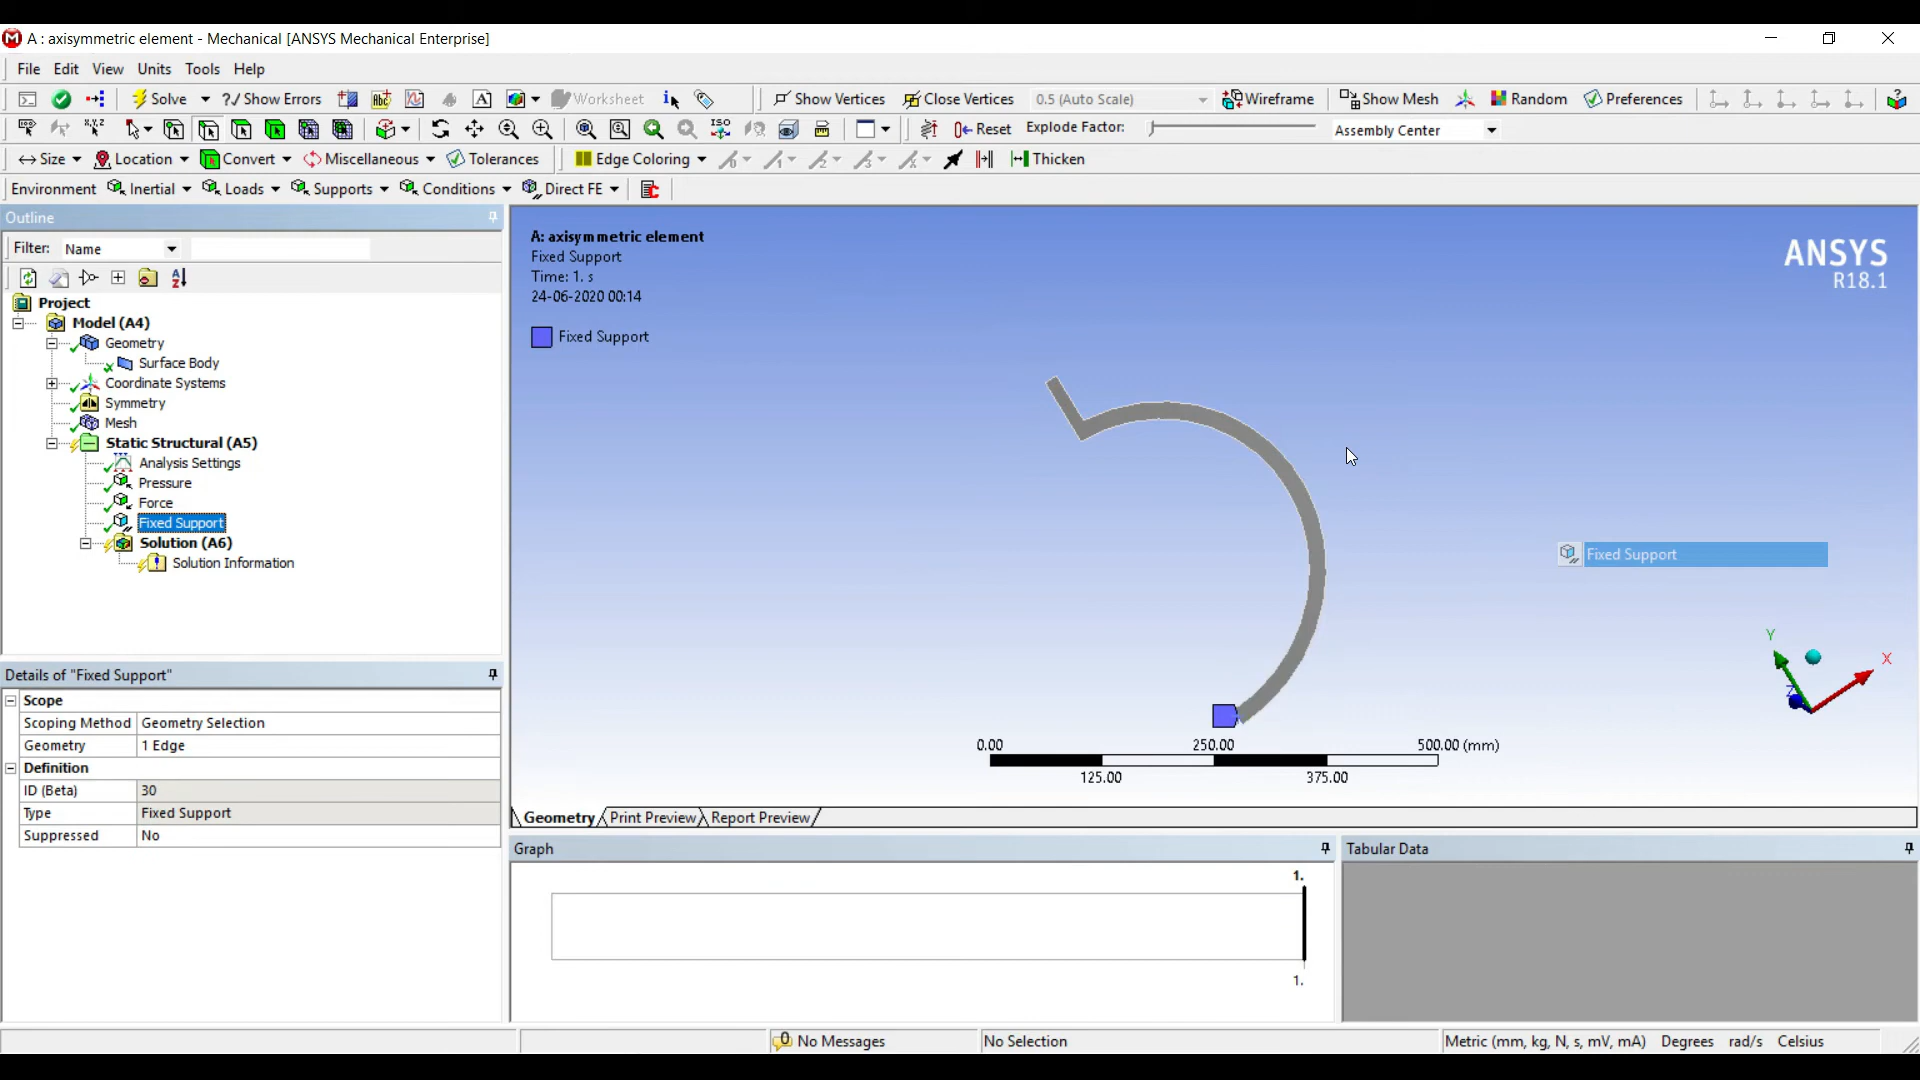 A : axisymmetric element - Mechanical [ANSYS Mechanical Enterprise]
File Edit View Units Tools Help
Solve ?/ Show Errors Worksheet Show Vertices Close Vertices 0.5 (Auto Scale) Wireframe Show Mesh Random Preferences
Reset Explode Factor: Assembly Center
Size Location Convert Miscellaneous Tolerances Edge Coloring Thicken
Environment Inertial Loads Supports Conditions Direct FE
Outline
Filter: Name
Project
Model (A4)
Geometry
Surface Body
Coordinate Systems
Symmetry
Mesh
Static Structural (A5)
Analysis Settings
Pressure
Force
Fixed Support
Solution (A6)
Solution Information
Details of "Fixed Support"
Scope
Scoping Method Geometry Selection
Geometry 1 Edge
Definition
ID (Beta) 30
Type Fixed Support
Suppressed No
A: axisymmetric element
Fixed Support
Time: 1. s
24-06-2020 00:14
Fixed Support
ANSYS
R18.1
Fixed Support
Y
X
Z
0.00 250.00 500.00 (mm)
125.00 375.00
Geometry Print Preview Report Preview
Graph
1.
1.
Tabular Data
No Messages No Selection Metric (mm, kg, N, s, mV, mA) Degrees rad/s Celsius